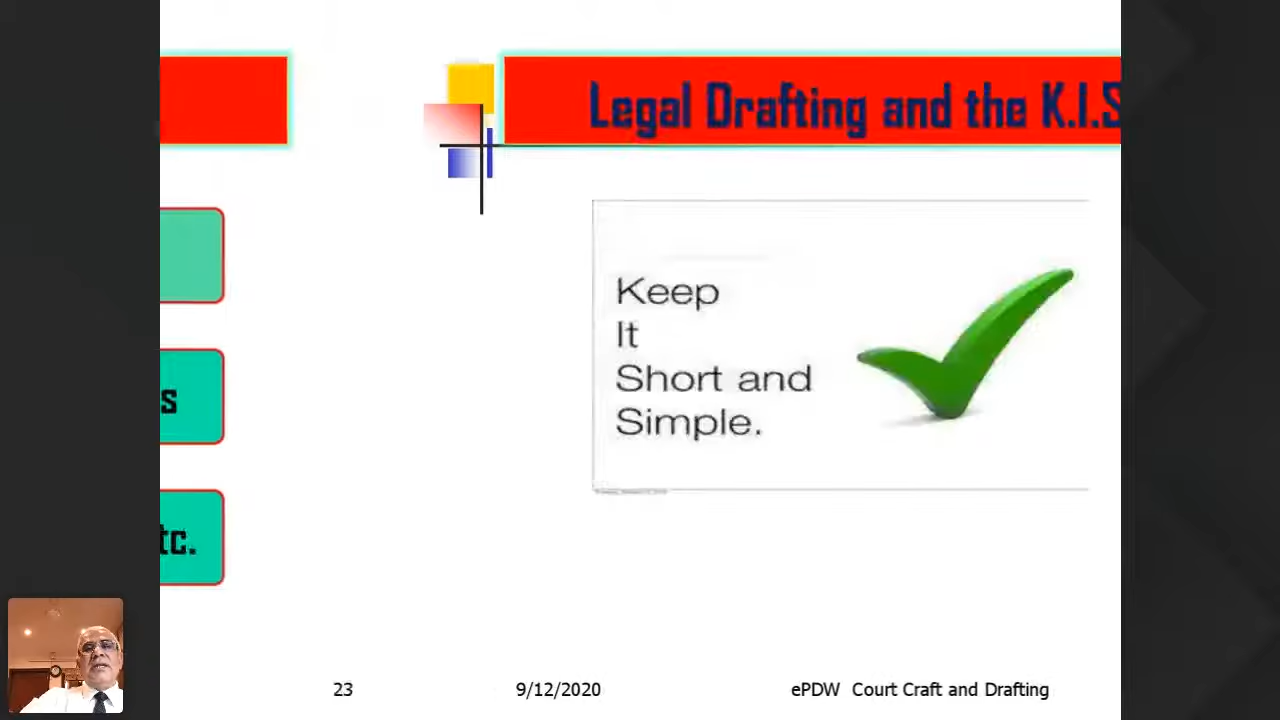 Legal Drafting and the K.I.S
s
tc.
Keep
It
Short and
Simple.
23
9/12/2020
ePDW Court Craft and Drafting